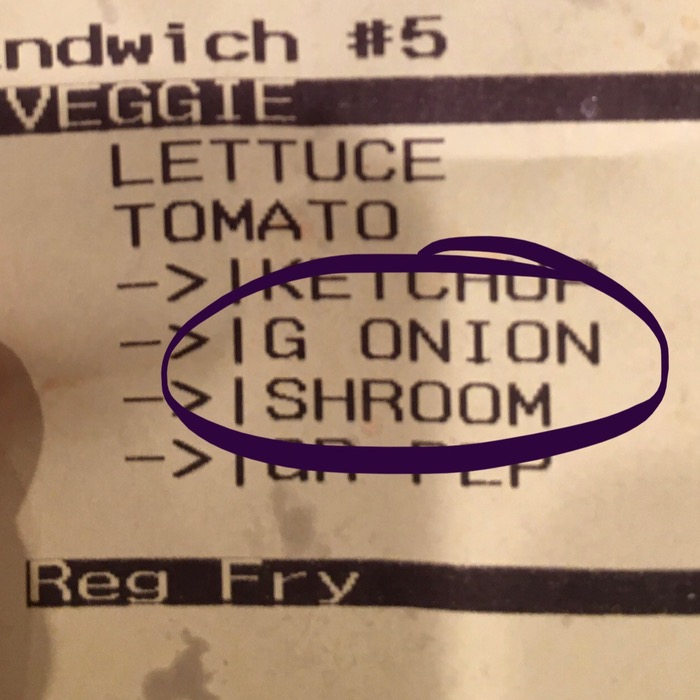 ndwich #5
VEGGIE
LETTUCE
TOMATO
->|KETCHUP
->|G ONION
->|SHROOM
->|GR PEP
Reg Fry